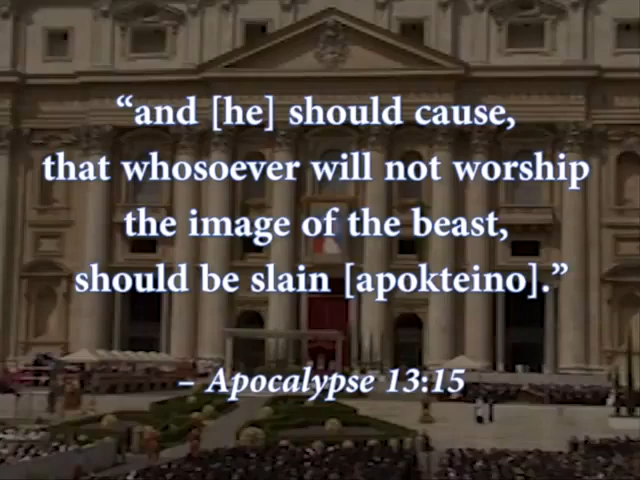 “and [he] should cause,
that whosoever will not worship
the image of the beast,
should be slain [apokteino].”
– Apocalypse 13:15